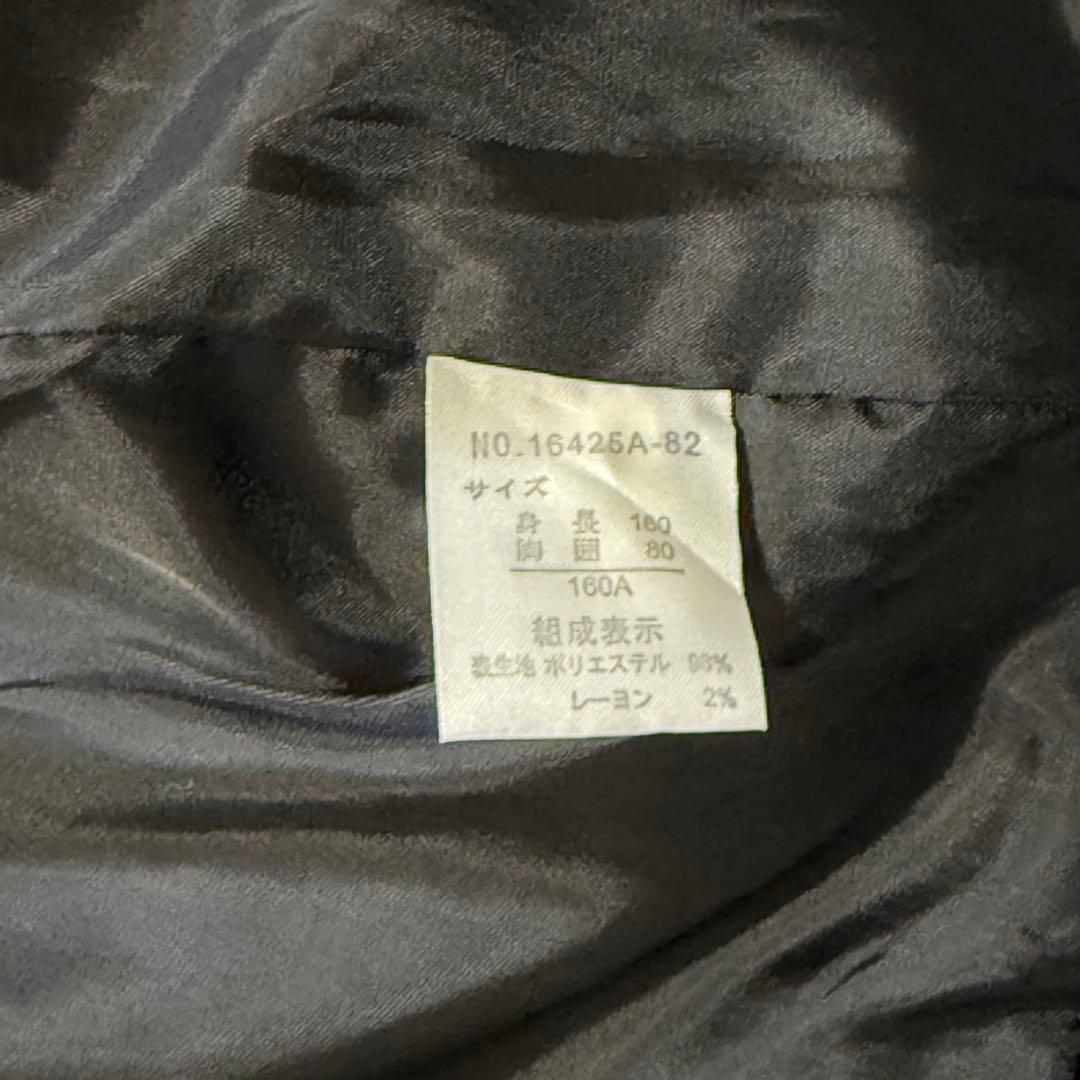 NO.16425A-82
サイズ
身 長 160
胸 囲 80
160A
組成表示
表生地 ポリエステル 98%
レーヨン 2%